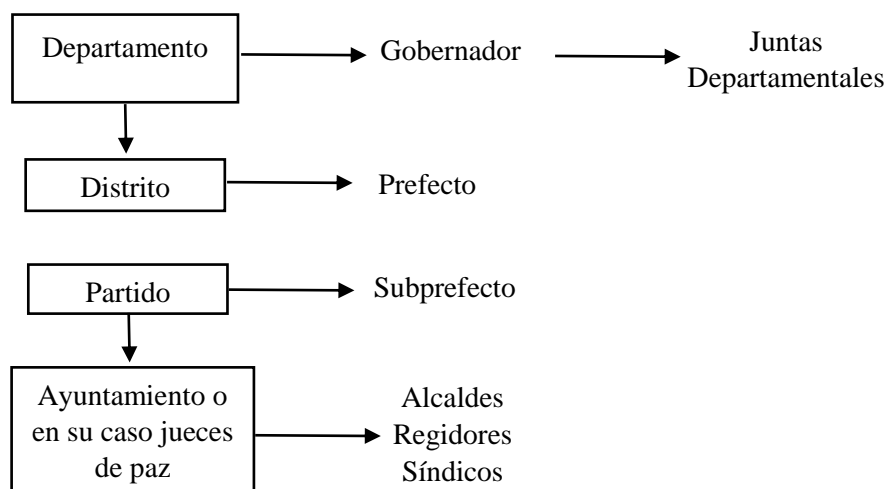 Departamento
Gobernador
Juntas
Departamentales
Distrito
Prefecto
Partido
Subprefecto
Ayuntamiento o
en su caso jueces
de paz
Alcaldes
Regidores
Síndicos